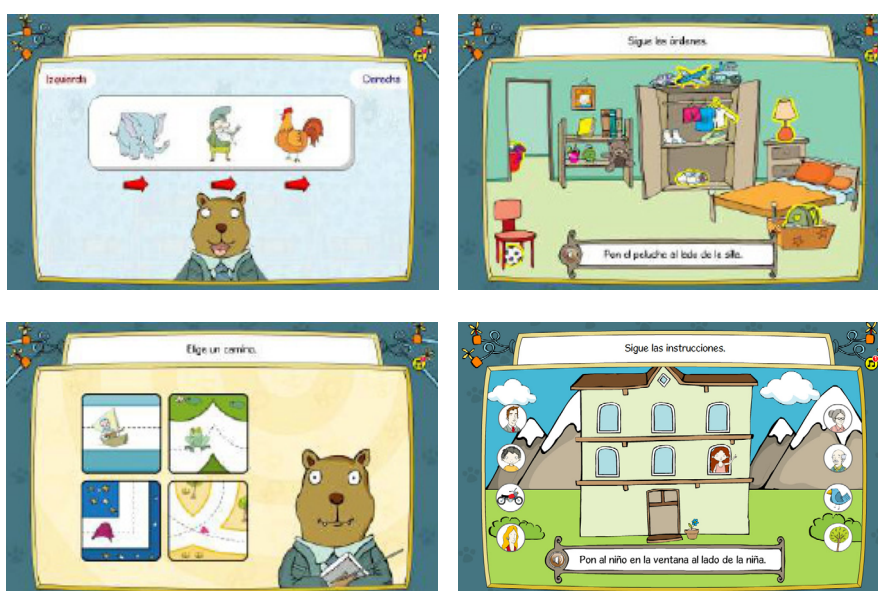 Izquierda
Derecha
Sigue las órdenes.
Pon el peluche al lado de la silla.
Elige un camino.
Sigue las instrucciones.
Pon al niño en la ventana al lado de la niña.